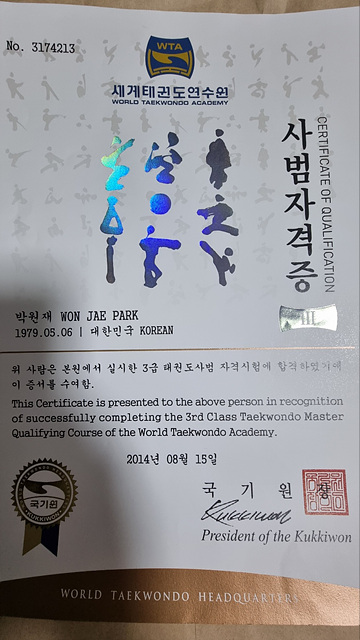 No. 3174213
WTA
세계태권도연수원
WORLD TAEKWONDO ACADEMY
사범자격증
CERTIFICATE OF QUALIFICATION
III
박원재 WON JAE PARK
1979.05.06 | 대한민국 KOREAN
위 사람은 본원에서 실시한 3급 태권도사범 자격시험에 합격하였기에
이 증서를 수여함.
This Certificate is presented to the above person in recognition
of successfully completing the 3rd Class Taekwondo Master
Qualifying Course of the World Taekwondo Academy.
2014년 08월 15일
국기원
국 기 원 장
Kukkiwon
President of the Kukkiwon
WORLD TAEKWONDO HEADQUARTERS